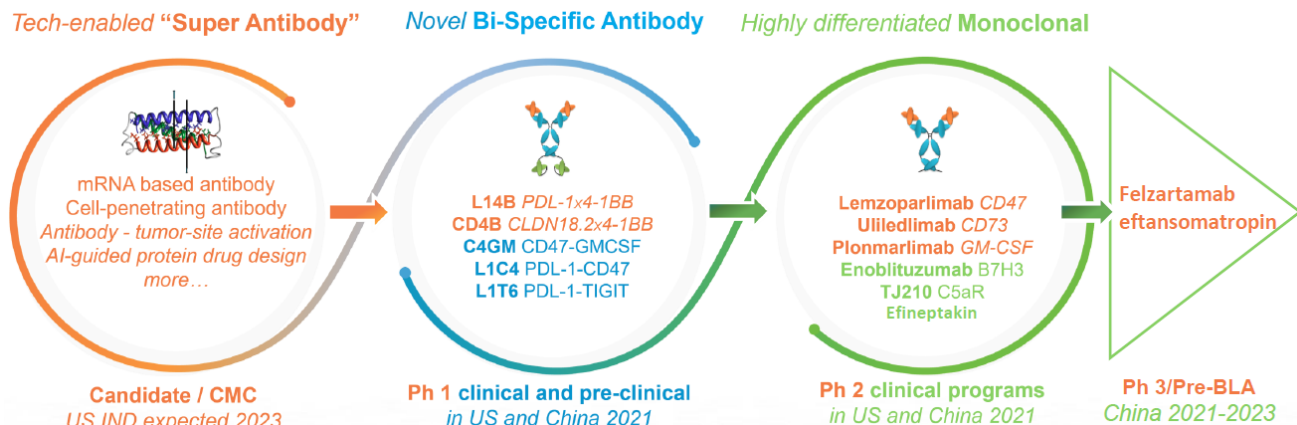 Tech-enabled “Super Antibody”
mRNA based antibody
Cell-penetrating antibody
Antibody - tumor-site activation
AI-guided protein drug design
more...
Candidate / CMC
US IND expected 2023
Novel Bi-Specific Antibody
L14B PDL-1x4-1BB
CD4B CLDN18.2x4-1BB
C4GM CD47-GMCSF
L1C4 PDL-1-CD47
L1T6 PDL-1-TIGIT
Ph 1 clinical and pre-clinical
in US and China 2021
Highly differentiated Monoclonal
Lemzoparlimab CD47
Uliledlimab CD73
Plonmarlimab GM-CSF
Enoblituzumab B7H3
TJ210 C5aR
Efineptakin
Ph 2 clinical programs
in US and China 2021
Felzartamab
eftansomatropin
Ph 3/Pre-BLA
China 2021-2023